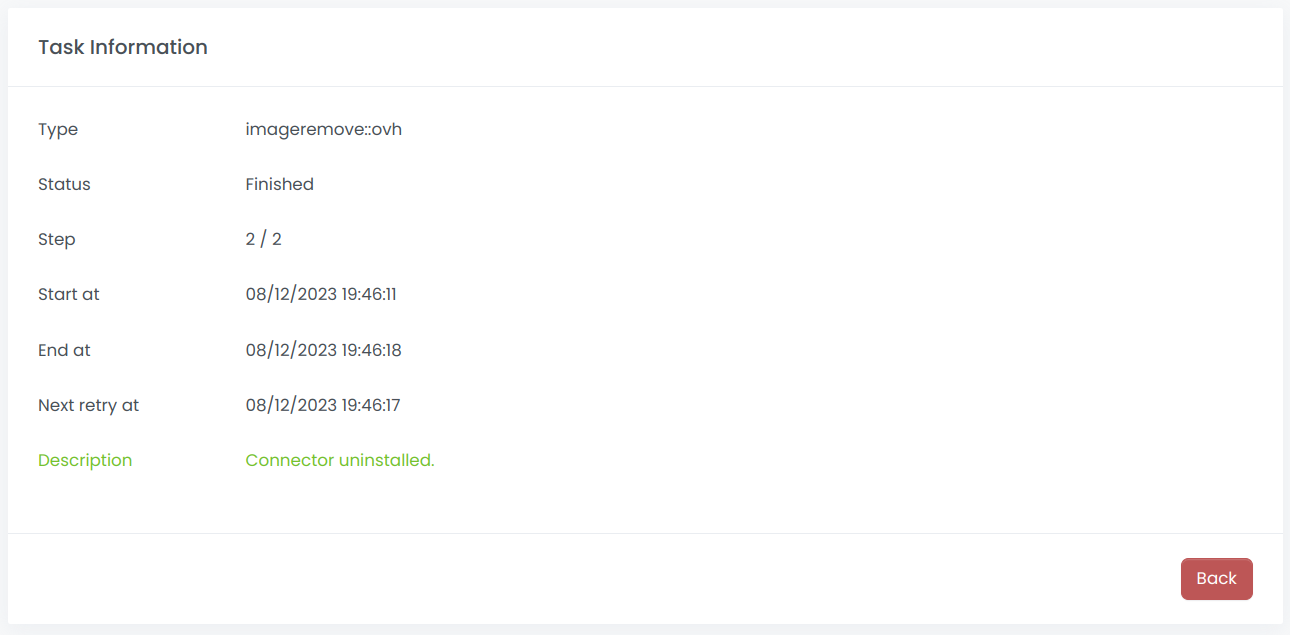 Task Information
Type imageremove::ovh
Status Finished
Step 2 / 2
Start at 08/12/2023 19:46:11
End at 08/12/2023 19:46:18
Next retry at 08/12/2023 19:46:17
Description Connector uninstalled.
Back